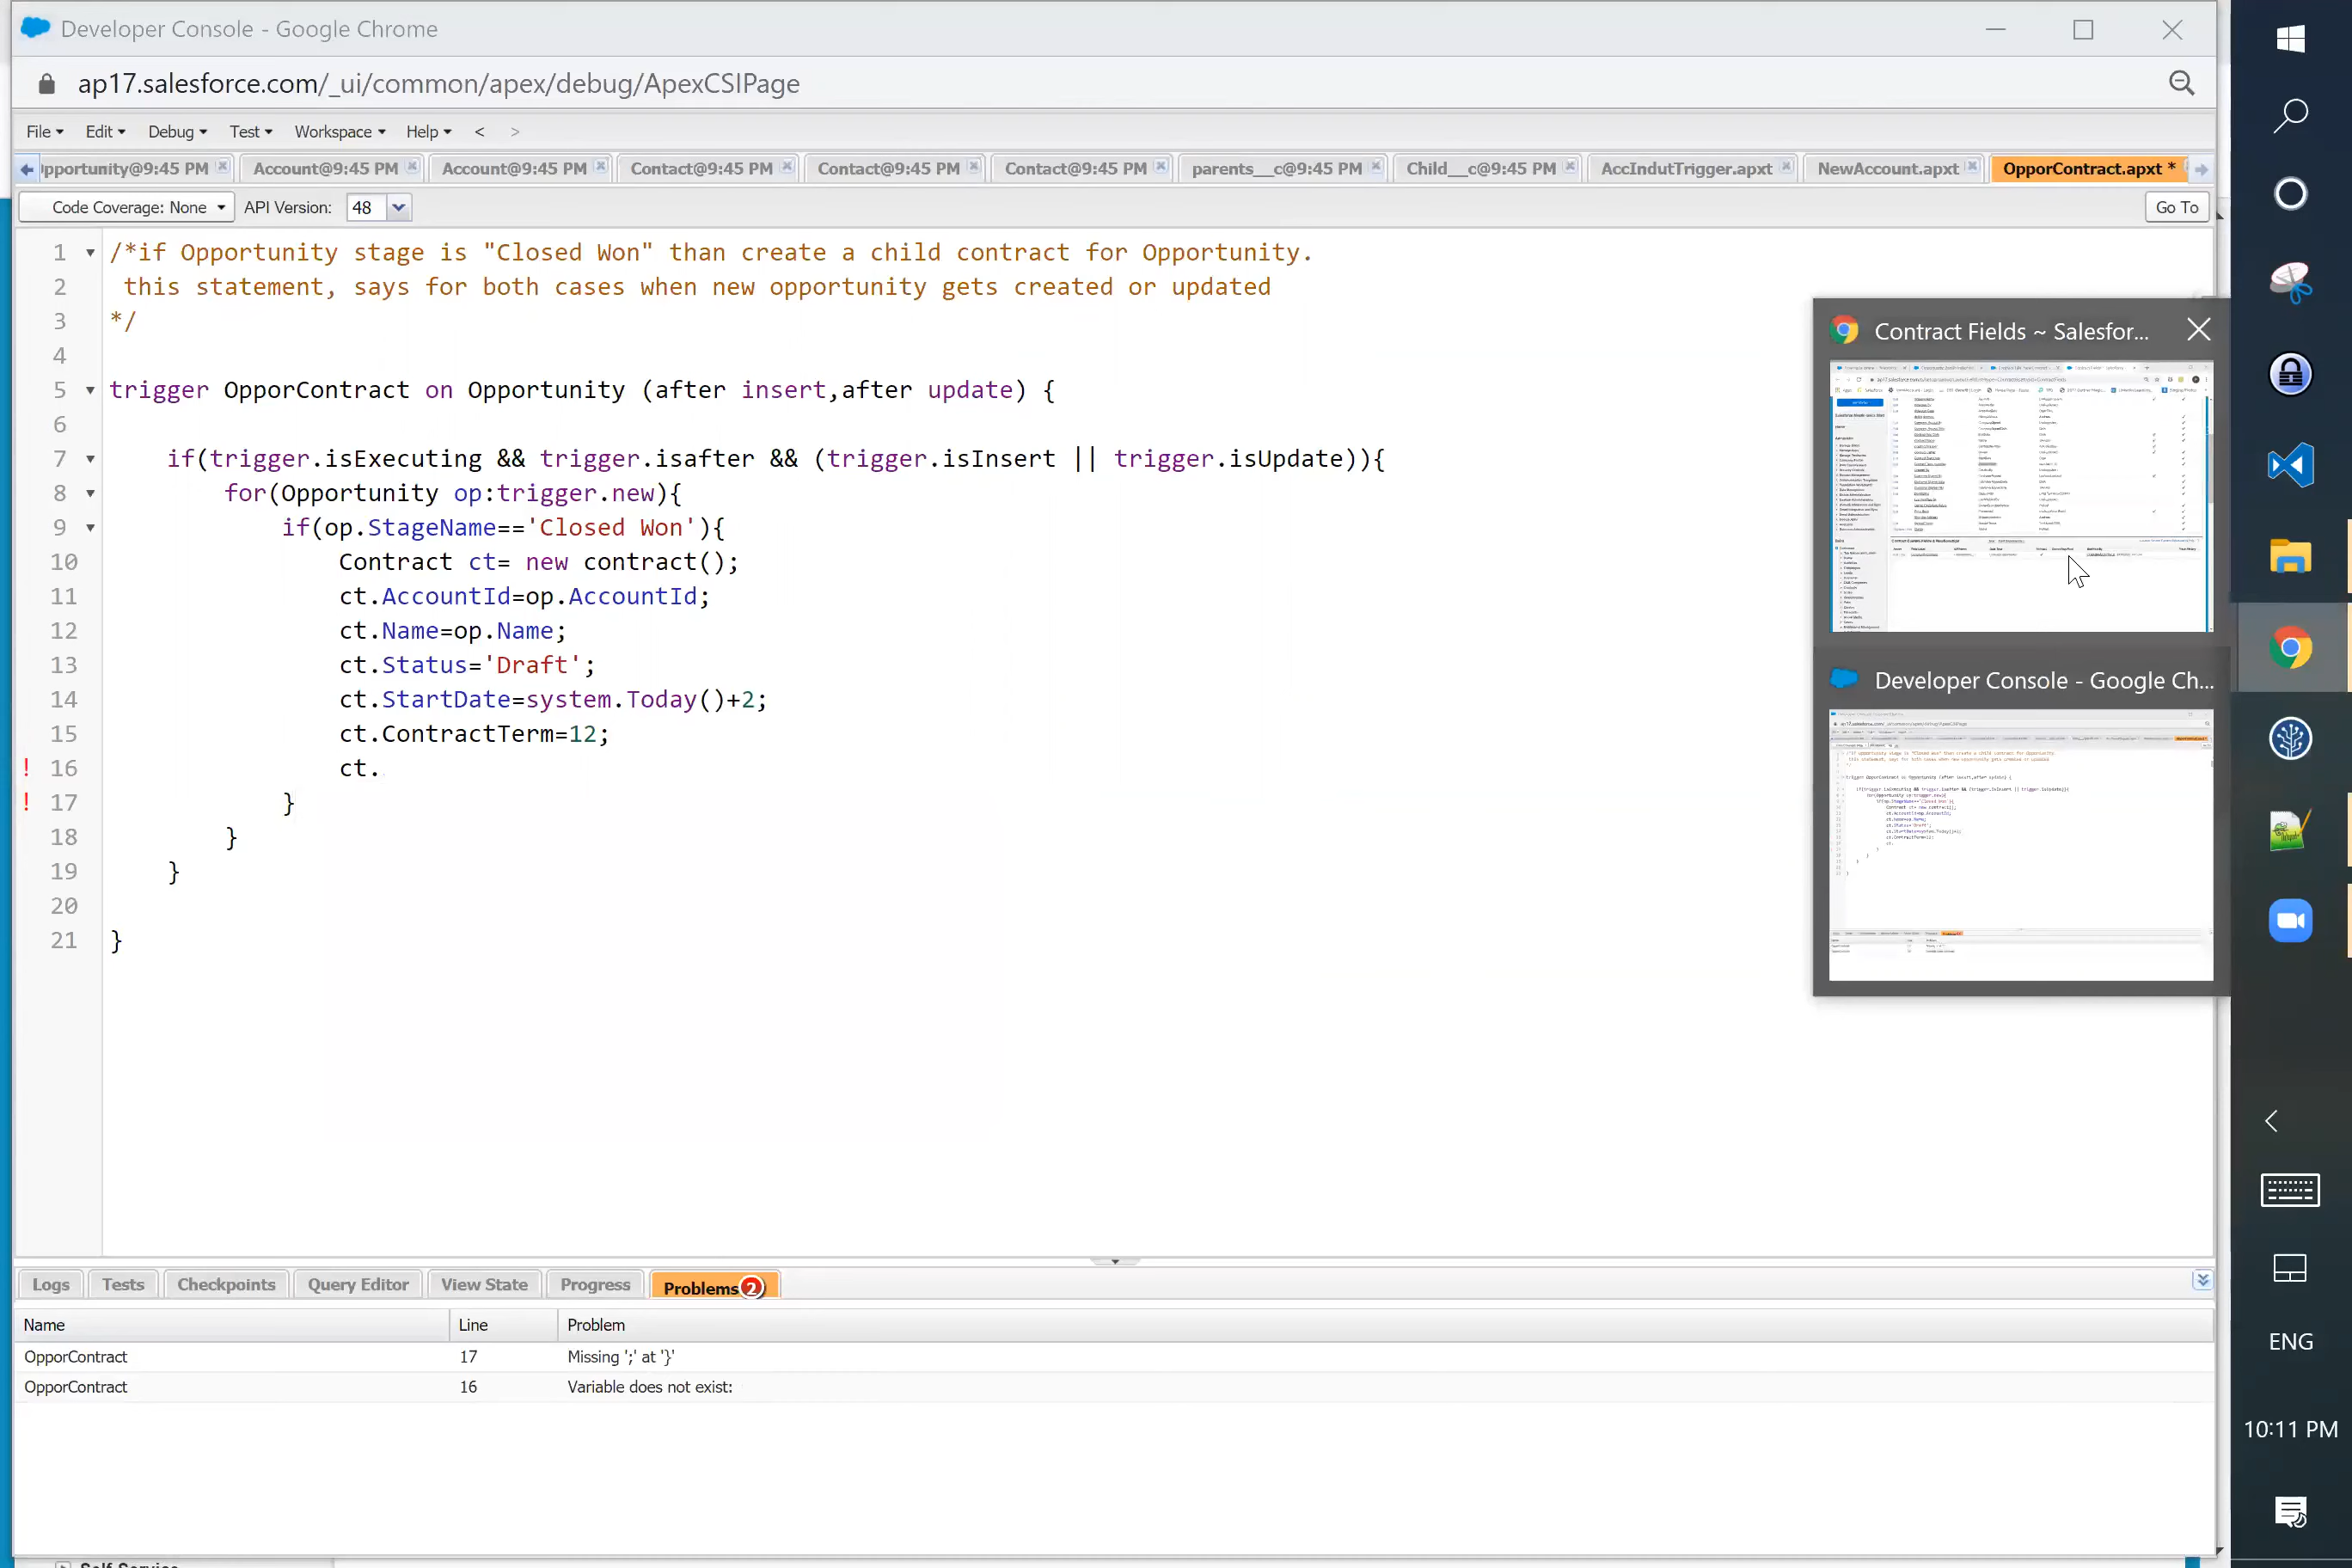 Developer Console - Google Chrome
ap17.salesforce.com/_ui/common/apex/debug/ApexCSIPage
File Edit Debug Test Workspace Help < >
pportunity@9:45 PM Account@9:45 PM Account@9:45 PM Contact@9:45 PM Contact@9:45 PM Contact@9:45 PM parents__c@9:45 PM Child__c@9:45 PM AccIndutTrigger.apxt NewAccount.apxt OpporContract.apxt *
Code Coverage: None API Version: 48 Go To
1 /*if Opportunity stage is "Closed Won" than create a child contract for Opportunity.
2 this statement, says for both cases when new opportunity gets created or updated
3 */
4
5 trigger OpporContract on Opportunity (after insert,after update) {
6
7 if(trigger.isExecuting && trigger.isafter && (trigger.isInsert || trigger.isUpdate)){
8 for(Opportunity op:trigger.new){
9 if(op.StageName=='Closed Won'){
10 Contract ct= new contract();
11 ct.AccountId=op.AccountId;
12 ct.Name=op.Name;
13 ct.Status='Draft';
14 ct.StartDate=system.Today()+2;
15 ct.ContractTerm=12;
! 16 ct.
! 17 }
18 }
19 }
20
21 }
Contract Fields ~ Salesfor...
Developer Console - Google Ch...
Logs Tests Checkpoints Query Editor View State Progress Problems 2
Name Line Problem
OpporContract 17 Missing ';' at '}'
OpporContract 16 Variable does not exist:
ENG
10:11 PM